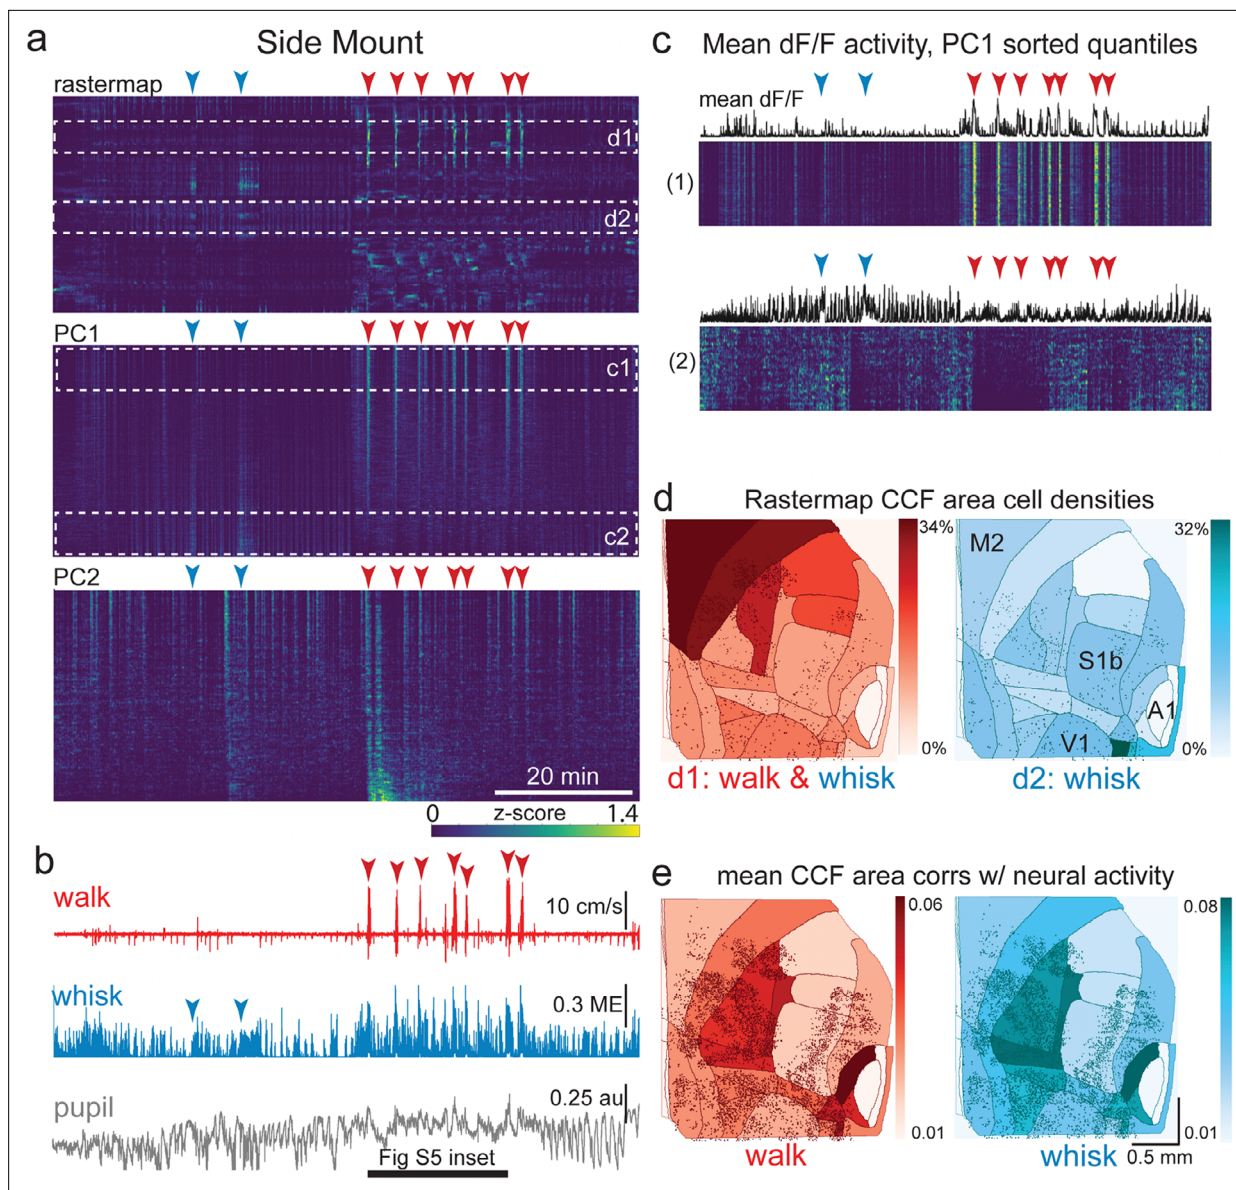 a
Side Mount
rastermap
d1
d2
PC1
c1
c2
PC2
20 min
0 z-score 1.4
b
walk
10 cm/s
whisk
0.3 ME
pupil
0.25 au
Fig S5 inset
c
Mean dF/F activity, PC1 sorted quantiles
mean dF/F
(1)
(2)
d
Rastermap CCF area cell densities
34%
0%
d1: walk & whisk
M2
S1b
A1
V1
32%
0%
d2: whisk
e
mean CCF area corrs w/ neural activity
0.06
0.01
walk
0.08
0.01
0.5 mm
whisk